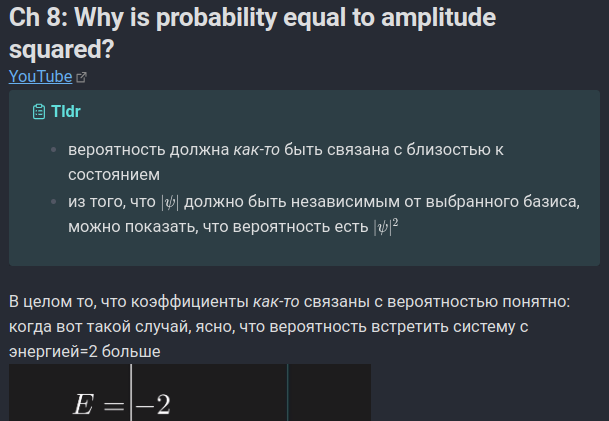 Ch 8: Why is probability equal to amplitude
squared?
YouTube
Tldr
вероятность должна как-то быть связана с близостью к
состоянием
из того, что |ψ| должно быть независимым от выбранного базиса,
можно показать, что вероятность есть |ψ|²
В целом то, что коэффициенты как-то связаны с вероятностью понятно:
когда вот такой случай, ясно, что вероятность встретить систему с
энергией=2 больше
E = −2